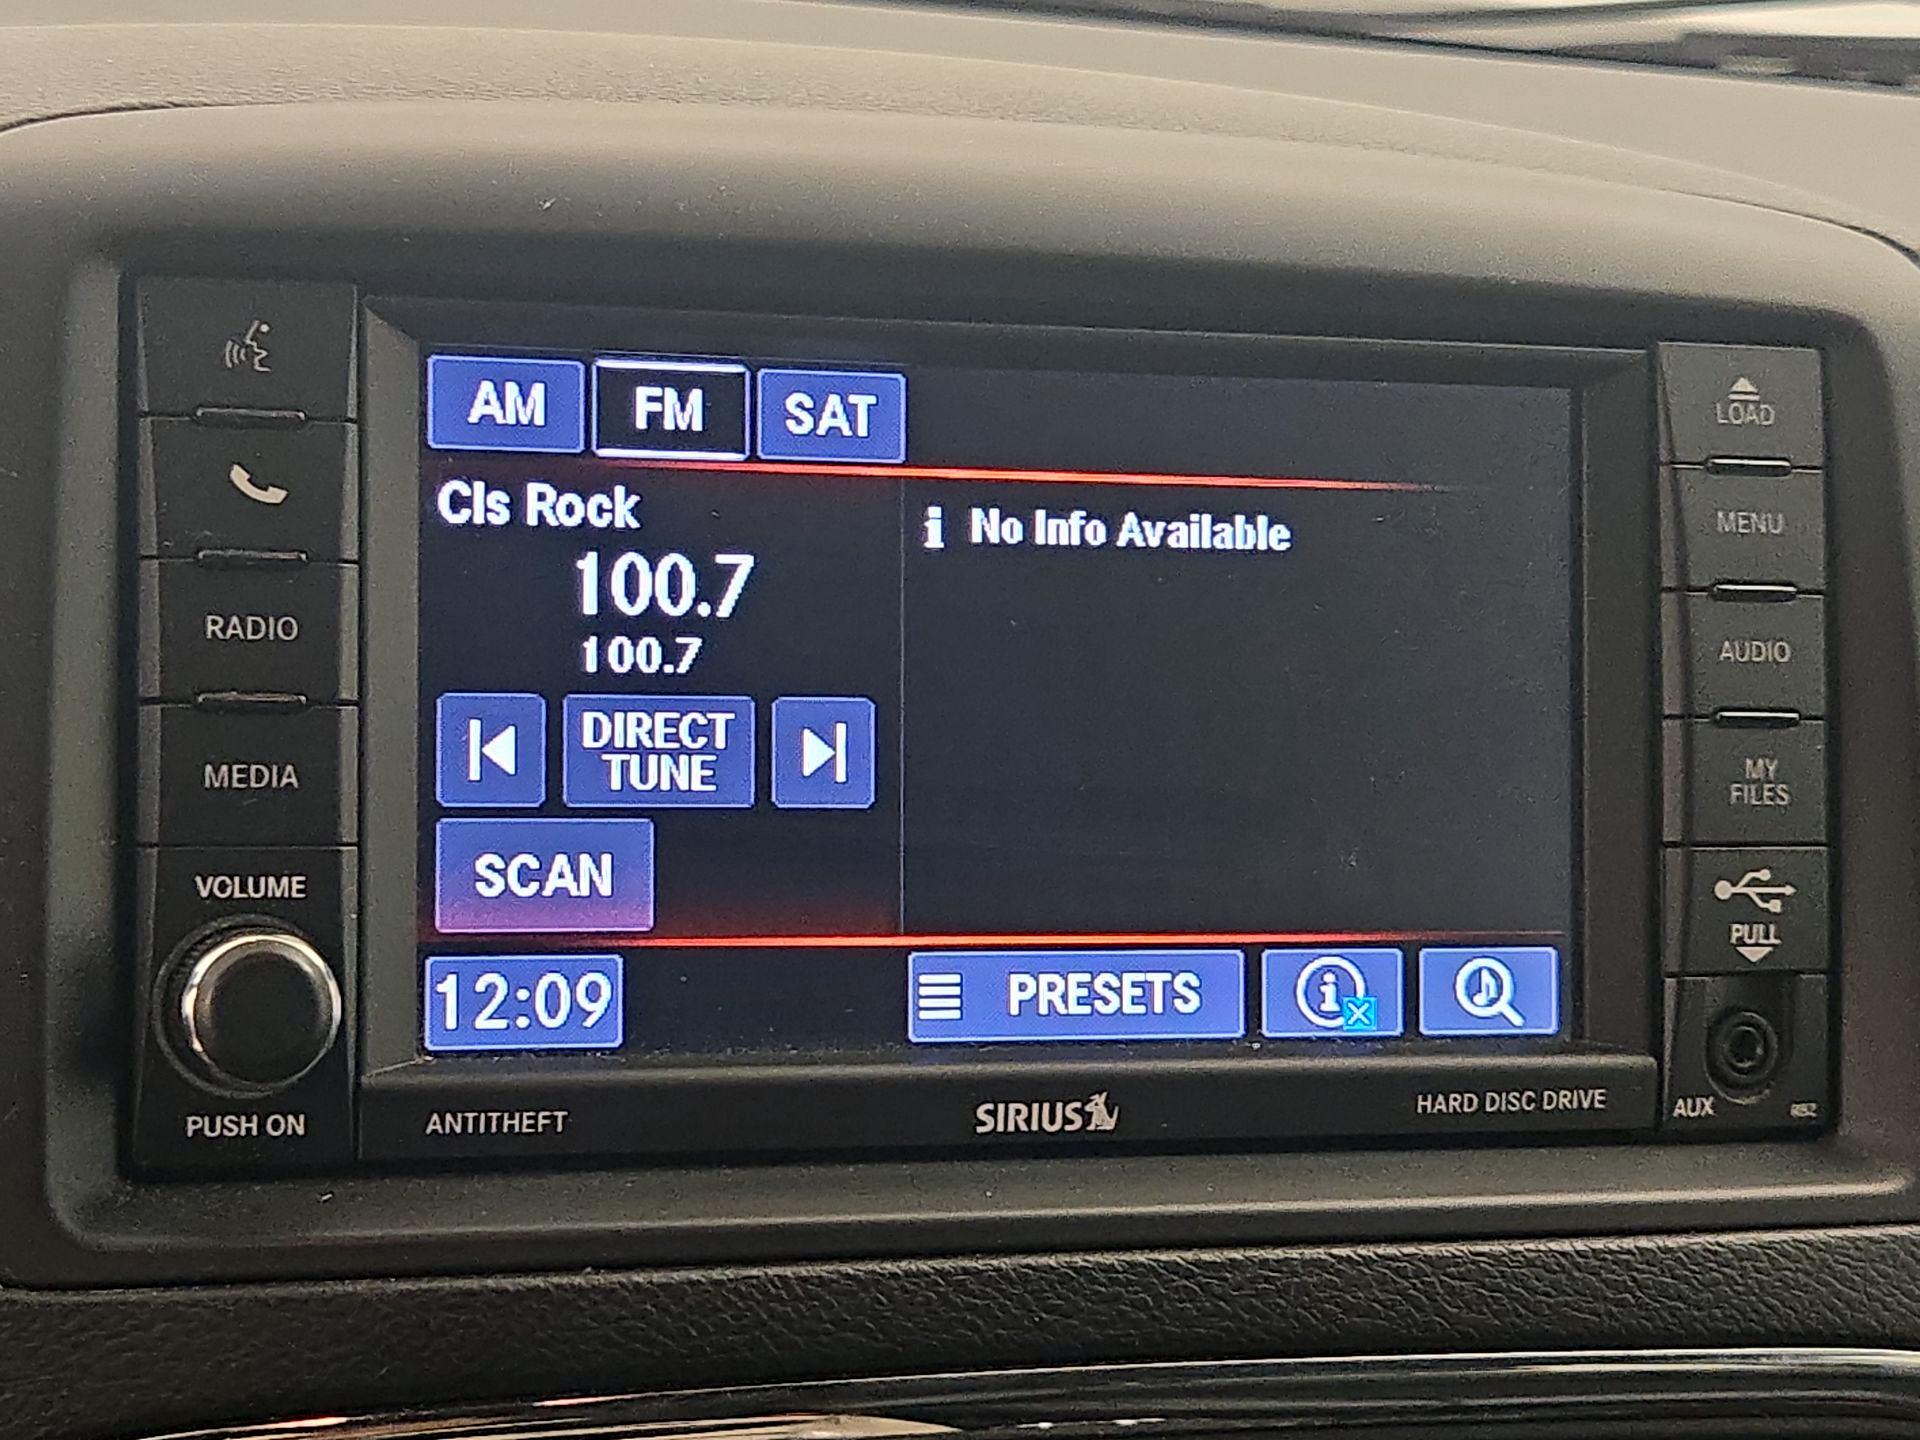 AM FM SAT
Cls Rock
100.7
100.7
DIRECT
TUNE
SCAN
i No Info Available
12:09
PRESETS
i
RADIO
MEDIA
VOLUME
PUSH ON
LOAD
MENU
AUDIO
MY
FILES
PULL
AUX
RBZ
ANTITHEFT
SIRIUS
HARD DISC DRIVE